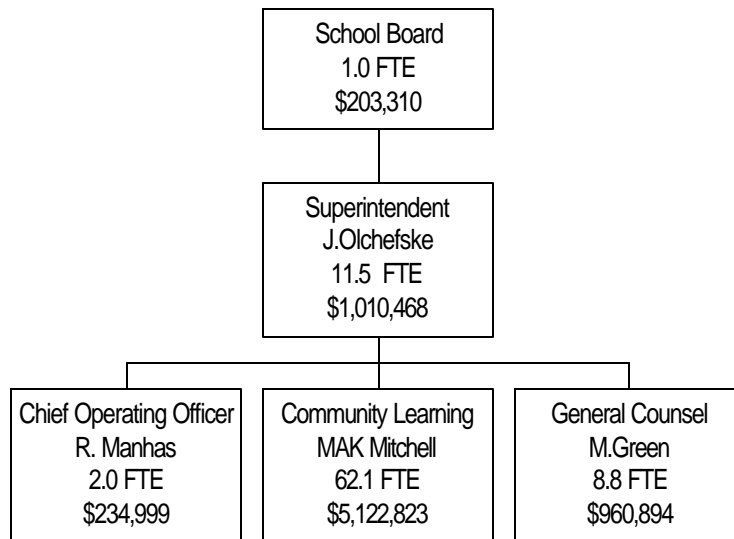 School Board
1.0 FTE
$203,310
Superintendent
J.Olchefske
11.5 FTE
$1,010,468
Chief Operating Officer
R. Manhas
2.0 FTE
$234,999
Community Learning
MAK Mitchell
62.1 FTE
$5,122,823
General Counsel
M.Green
8.8 FTE
$960,894